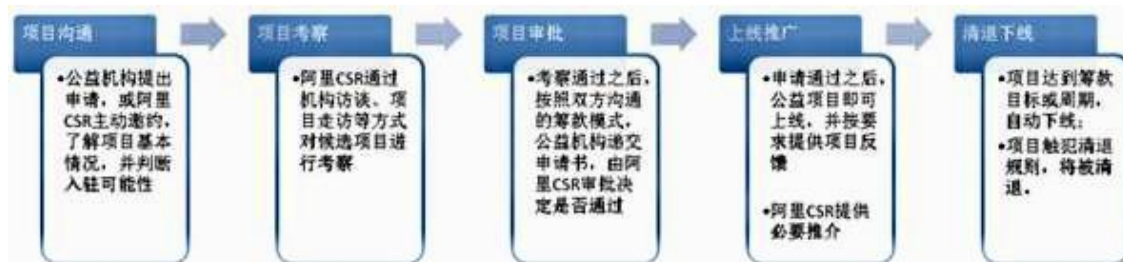 项目沟通
•公益机构提出
申请，或阿里
CSR主动邀约，
了解项目基本
情况，并判断
入驻可能性
项目考察
•阿里CSR通过
机构访谈、项
目走访等方式
对候选项目进
行考察
项目审批
•考察通过之后，
按照双方沟通
的筹款模式，
公益机构递交
申请书，由阿
里CSR审批决
定是否通过
上线推广
•申请通过之后，
公益项目即可
上线，并按要
求提供项目反
馈
•阿里CSR提供
必要推介
清退下线
•项目达到筹款
目标或周期，
自动下线；
•项目触犯清退
规则，将被清
退。